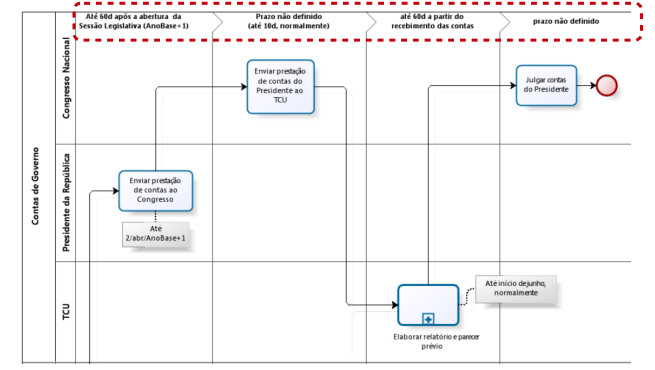 Até 60d após a abertura da
Sessão Legislativa (AnoBase+1)
Prazo não definido
(até 10d, normalmente)
até 60d a partir do
recebimento das contas
prazo não definido
Contas de Governo
Congresso Nacional
Enviar prestação
de contas do
Presidente ao
TCU
Julgar contas
do Presidente
Presidente da República
Enviar prestação
de contas ao
Congresso
Até
2/abr/AnoBase+1
TCU
Até início de junho,
normalmente
Elaborar relatório e parecer
prévio